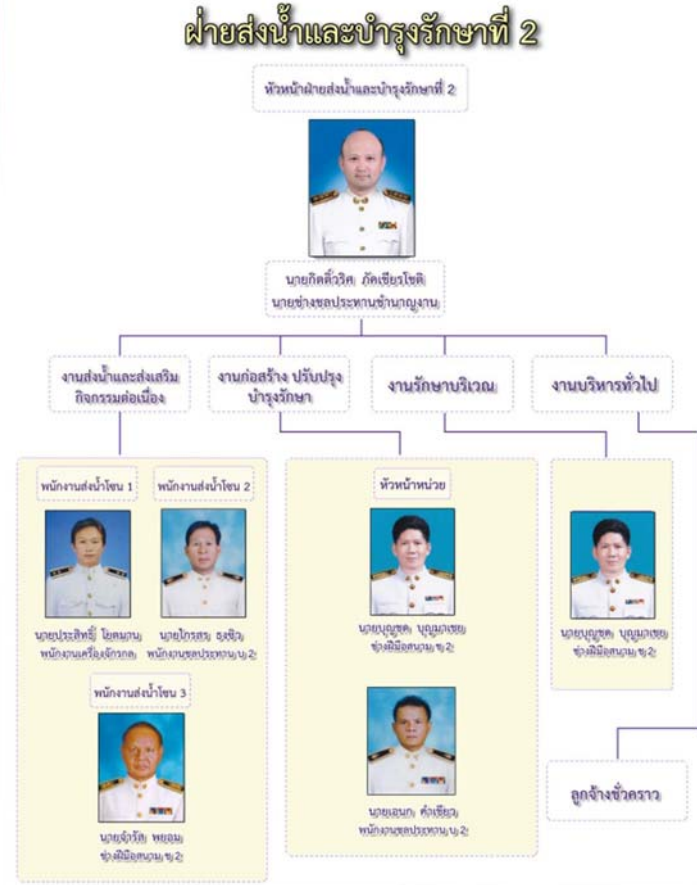 ฝ่ายส่งน้ำและบำรุงรักษาที่ 2
หัวหน้าฝ่ายส่งน้ำและบำรุงรักษาที่ 2
นายกิตติ์วริศ ภัคเชียรโชติ
นายช่างชลประทานชำนาญงาน
งานส่งน้ำและส่งเสริม
กิจกรรมต่อเนื่อง
งานก่อสร้าง ปรับปรุง
บำรุงรักษา
งานรักษาบริเวณ
งานบริหารทั่วไป
พนักงานส่งน้ำโซน 1
พนักงานส่งน้ำโซน 2
นายประสิทธิ์ โยตมาน
พนักงานเครื่องจักรกล
นายไกรสร ธงชิว
พนักงานชลประทาน บ 2
พนักงานส่งน้ำโซน 3
นายจำรัส พยอม
ช่างฝีมือสนาม ช 2
หัวหน้าหน่วย
นายบุญชด บุญมาเชย
ช่างฝีมือสนาม ช 2
นายเอนก คำเชียว
พนักงานชลประทาน บ 2
นายบุญชด บุญมาเชย
ช่างฝีมือสนาม ช 2
ลูกจ้างชั่วคราว